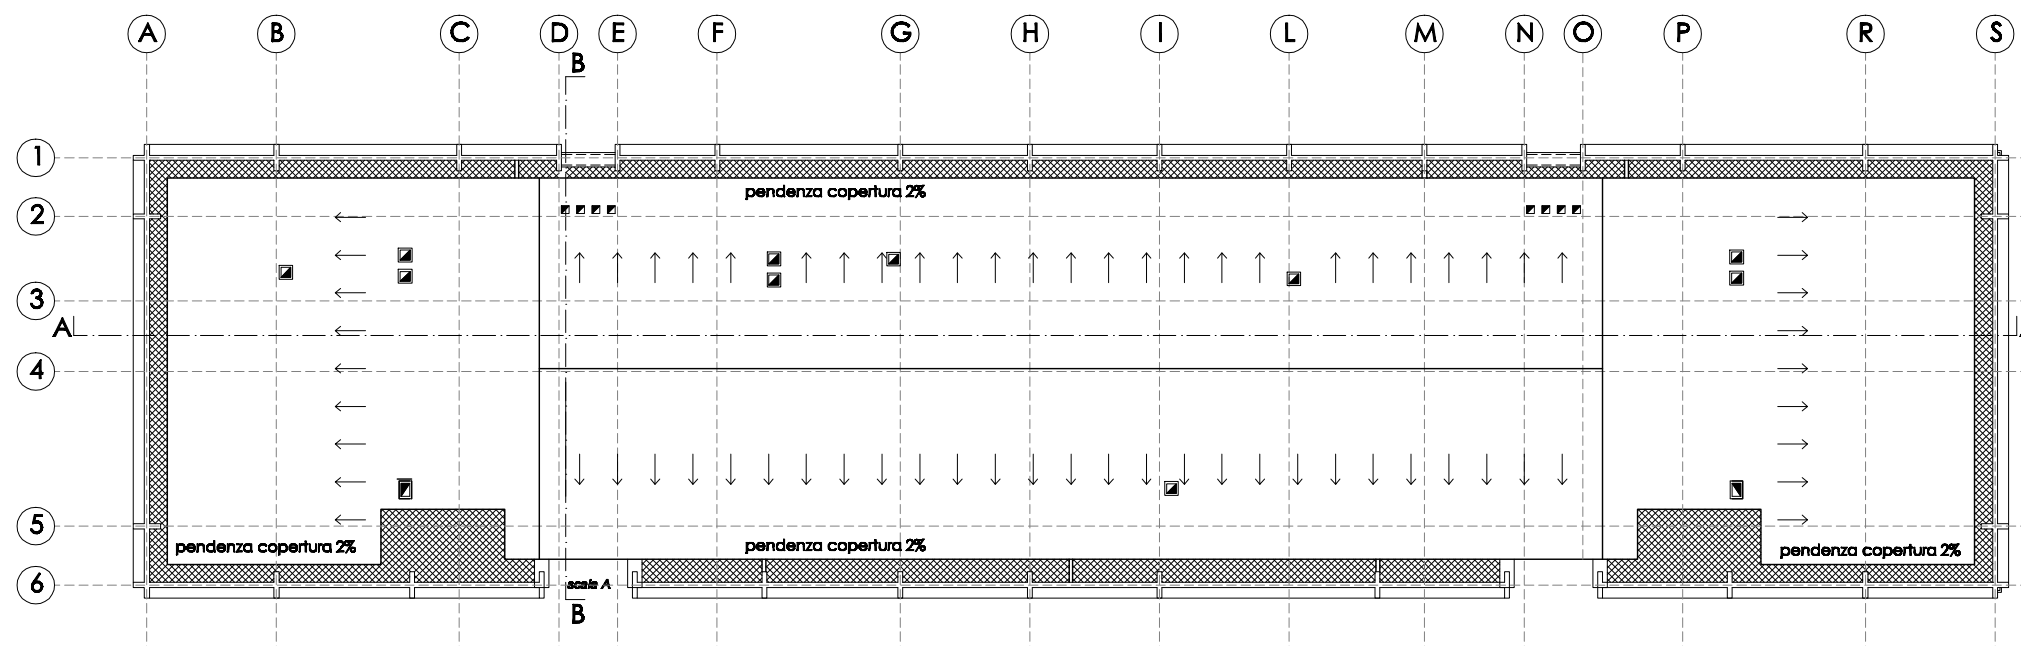 A B C D E F G H I L M N O P R S
B
1
pendenza copertura 2%
2
3
A
4
5
pendenza copertura 2% pendenza copertura 2% pendenza copertura 2%
6
scala A
B